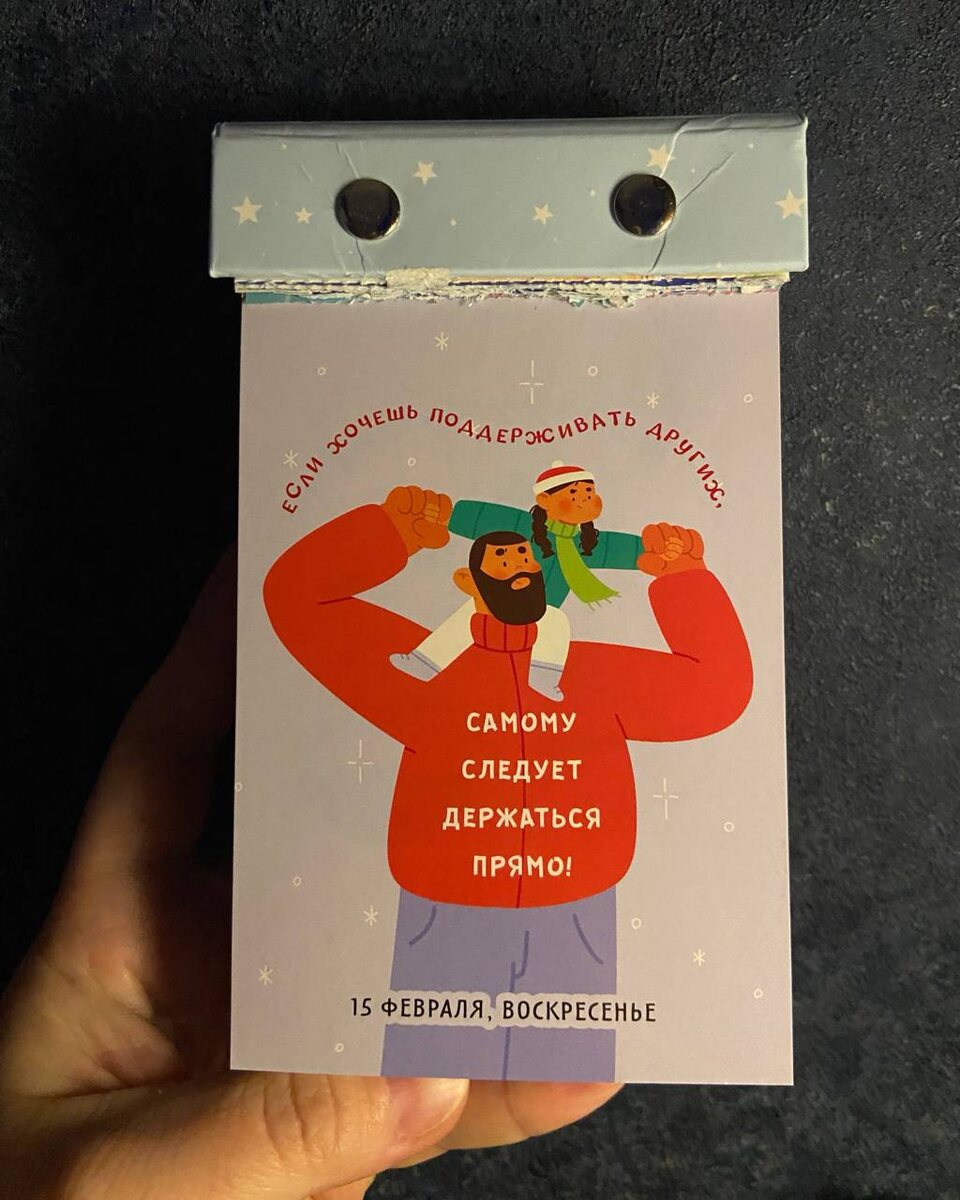 ЕСЛИ ХОЧЕШЬ ПОДДЕРЖИВАТЬ ДРУГИХ,
САМОМУ
СЛЕДУЕТ
ДЕРЖАТЬСЯ
ПРЯМО!
15 ФЕВРАЛЯ, ВОСКРЕСЕНЬЕ